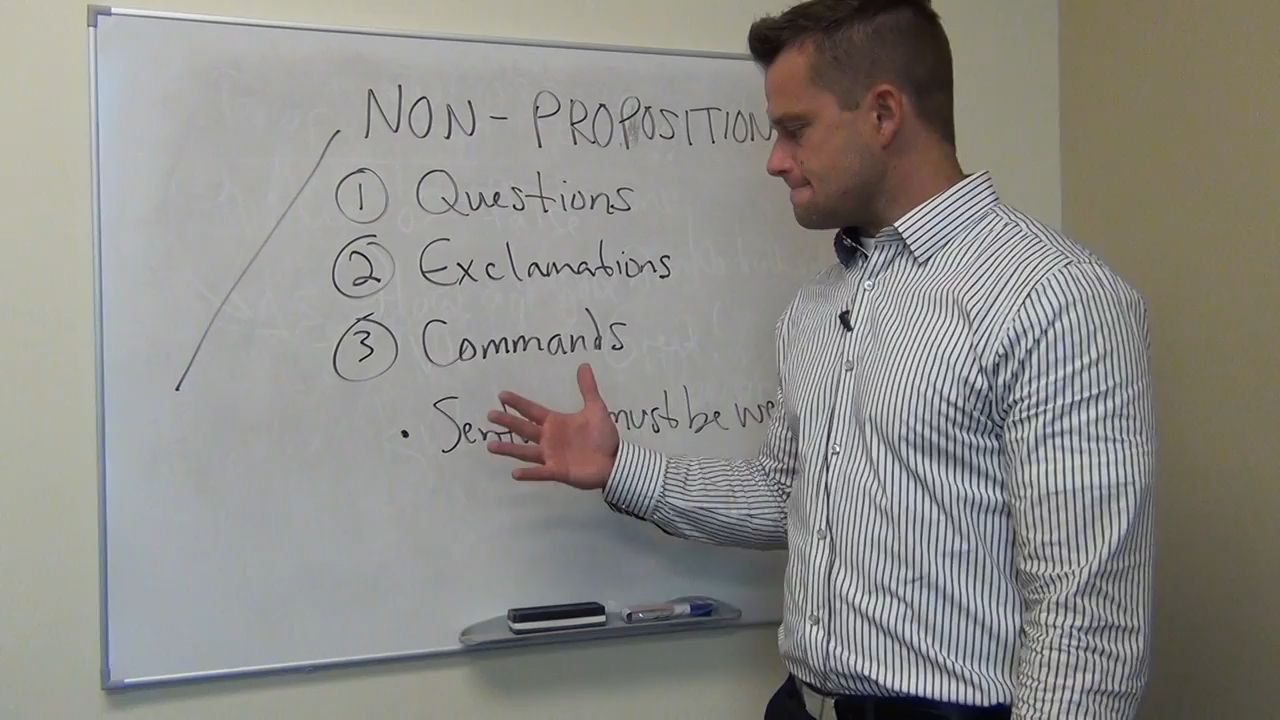 NON-PROPOSITION
① Questions
② Exclamations
③ Commands
• must be